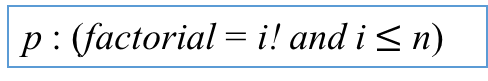 p : (factorial = i! and i ≤ n)